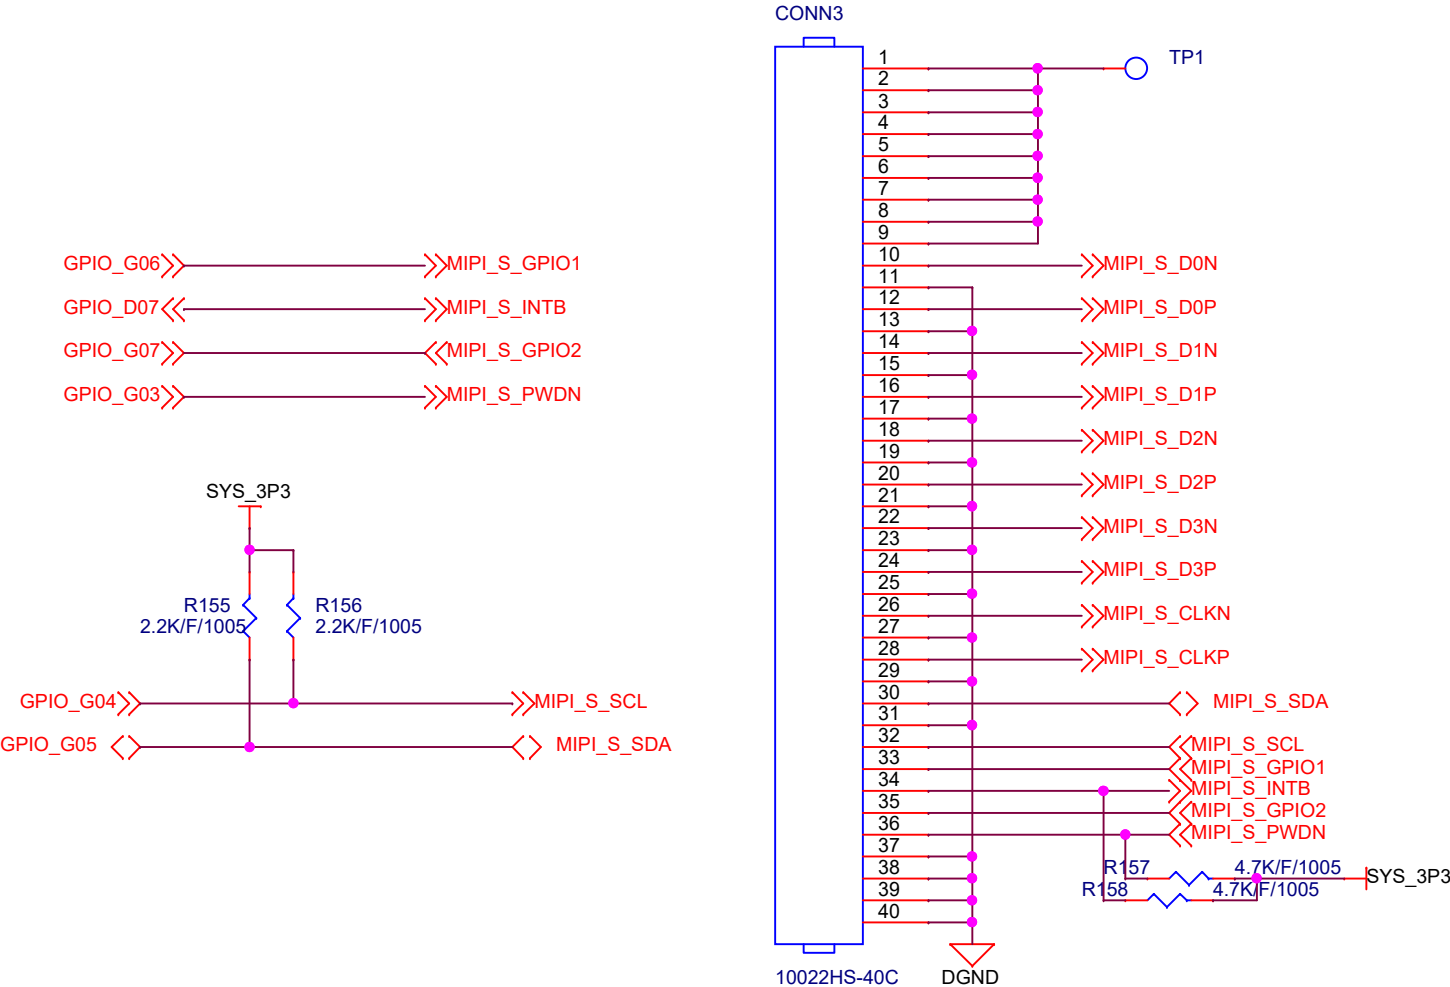 CONN3
1
TP1
2
3
4
5
6
7
8
9
GPIO_G06 MIPI_S_GPIO1
GPIO_D07 MIPI_S_INTB
GPIO_G07 MIPI_S_GPIO2
GPIO_G03 MIPI_S_PWDN
10 MIPI_S_D0N
11
12 MIPI_S_D0P
13
14 MIPI_S_D1N
15
16 MIPI_S_D1P
17
18 MIPI_S_D2N
19
20 MIPI_S_D2P
21
22 MIPI_S_D3N
23
24 MIPI_S_D3P
25
26 MIPI_S_CLKN
27
28 MIPI_S_CLKP
29
30 MIPI_S_SDA
31
32 MIPI_S_SCL
33 MIPI_S_GPIO1
34 MIPI_S_INTB
35 MIPI_S_GPIO2
36 MIPI_S_PWDN
37
38
39
40
SYS_3P3
R155 R156
2.2K/F/1005 2.2K/F/1005
GPIO_G04 MIPI_S_SCL
GPIO_G05 MIPI_S_SDA
R157 4.7K/F/1005
SYS_3P3
R158 4.7K/F/1005
10022HS-40C
DGND